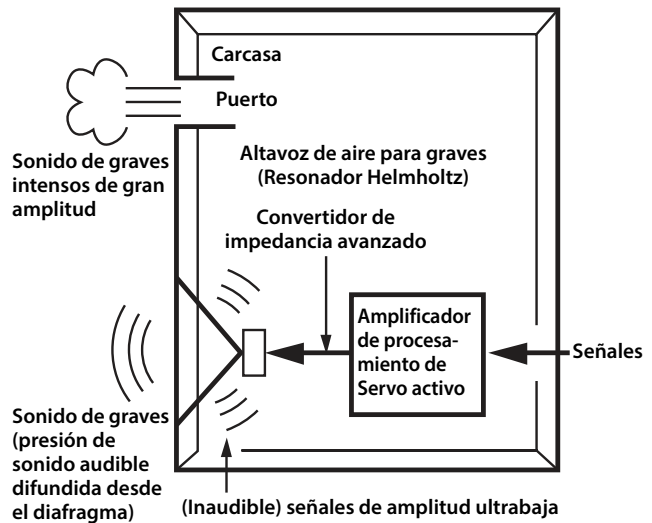 Carcasa
Puerto
Sonido de graves
intensos de gran
amplitud
Altavoz de aire para graves
(Resonador Helmholtz)
Convertidor de
impedancia avanzado
Amplificador
de procesa-
miento de
Servo activo
Señales
Sonido de graves
(presión de
sonido audible
difundida desde
el diafragma)
(Inaudible) señales de amplitud ultrabaja